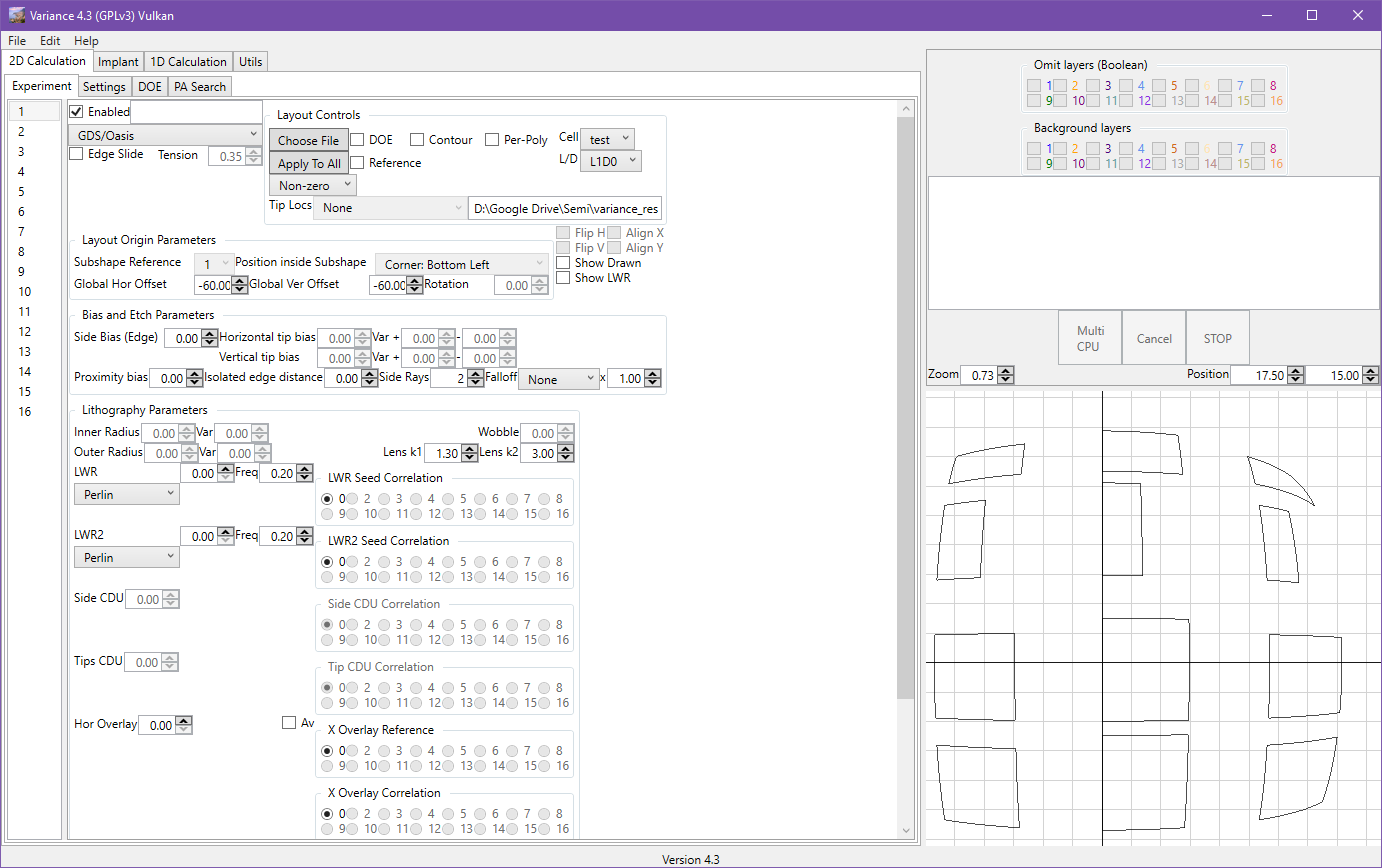 Variance 4.3 (GPLv3) Vulkan
File Edit Help
2D Calculation Implant 1D Calculation Utils
Experiment Settings DOE PA Search
1
2
3
4
5
6
7
8
9
10
11
12
13
14
15
16
Enabled
GDS/Oasis
Edge Slide Tension 0.35
Layout Controls
Choose File DOE Contour Per-Poly Cell test
Apply To All Reference L/D L1D0
Non-zero
Tip Locs None D:\Google Drive\Semi\variance_res
Flip H Align X
Flip V Align Y
Show Drawn
Show LWR
Layout Origin Parameters
Subshape Reference 1 Position inside Subshape Corner: Bottom Left
Global Hor Offset -60.00 Global Ver Offset -60.00 Rotation 0.00
Bias and Etch Parameters
Side Bias (Edge) 0.00 Horizontal tip bias 0.00 Var + 0.00 - 0.00
Vertical tip bias 0.00 Var + 0.00 - 0.00
Proximity bias 0.00 Isolated edge distance 0.00 Side Rays 2 Falloff None x 1.00
Lithography Parameters
Inner Radius 0.00 Var 0.00 Wobble 0.00
Outer Radius 0.00 Var 0.00 Lens k1 1.30 Lens k2 3.00
LWR 0.00 Freq 0.20
Perlin
LWR Seed Correlation
0 2 3 4 5 6 7 8
9 10 11 12 13 14 15 16
LWR2 0.00 Freq 0.20
Perlin
LWR2 Seed Correlation
0 2 3 4 5 6 7 8
9 10 11 12 13 14 15 16
Side CDU 0.00
Side CDU Correlation
0 2 3 4 5 6 7 8
9 10 11 12 13 14 15 16
Tips CDU 0.00
Tip CDU Correlation
0 2 3 4 5 6 7 8
9 10 11 12 13 14 15 16
Hor Overlay 0.00 Av
X Overlay Reference
0 2 3 4 5 6 7 8
9 10 11 12 13 14 15 16
X Overlay Correlation
0 2 3 4 5 6 7 8
9 10 11 12 13 14 15 16
Omit layers (Boolean)
1 2 3 4 5 6 7 8
9 10 11 12 13 14 15 16
Background layers
1 2 3 4 5 6 7 8
9 10 11 12 13 14 15 16
Multi CPU Cancel STOP
Zoom 0.73 Position 17.50 15.00
Version 4.3